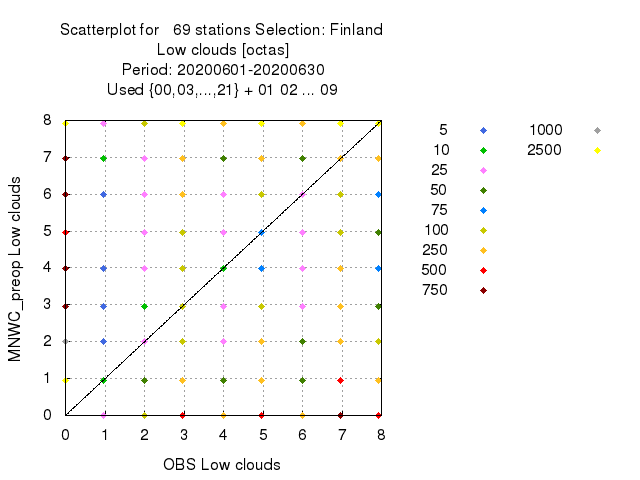 Scatterplot for 69 stations Selection: Finland
Low clouds [octas]
Period: 20200601-20200630
Used {00,03,...,21} + 01 02 ... 09
MNWC_preop Low clouds
8
7
6
5
4
3
2
1
0
0 1 2 3 4 5 6 7 8
OBS Low clouds
5 1000
10 2500
25
50
75
100
250
500
750